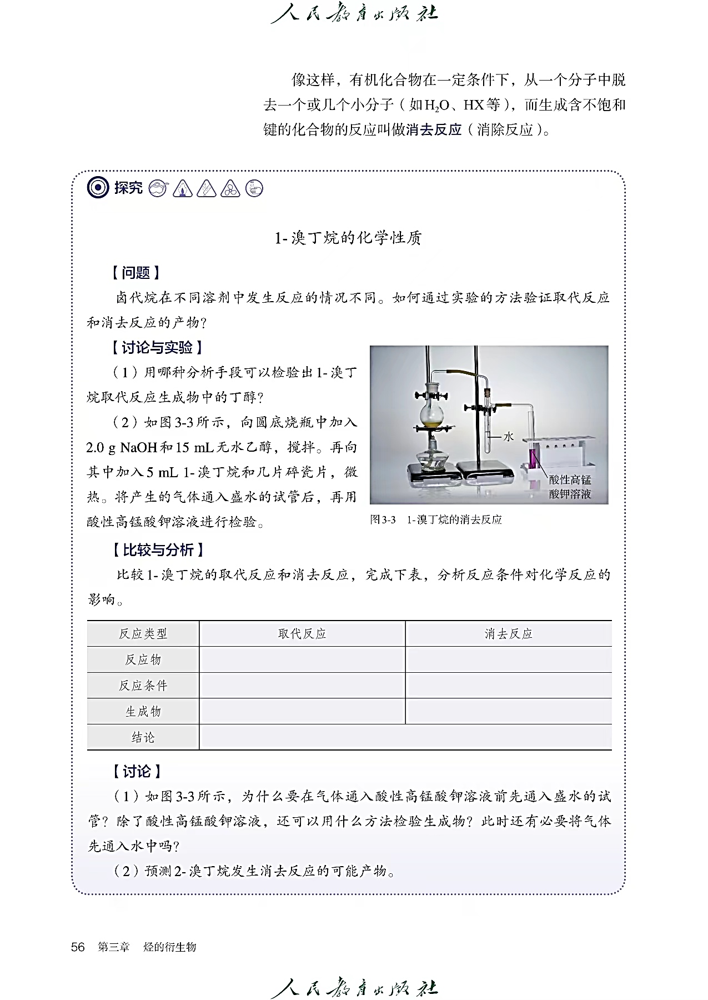 人民教育出版社
像这样，有机化合物在一定条件下，从一个分子中脱
去一个或几个小分子（如H₂O、HX等），而生成含不饱和
键的化合物的反应叫做消去反应（消除反应）。
探究
1-溴丁烷的化学性质
【问题】
卤代烷在不同溶剂中发生反应的情况不同。如何通过实验的方法验证取代反应
和消去反应的产物？
【讨论与实验】
（1）用哪种分析手段可以检验出1-溴丁
烷取代反应生成物中的丁醇？
（2）如图3-3所示，向圆底烧瓶中加入
2.0 g NaOH和15 mL无水乙醇，搅拌。再向
其中加入5 mL 1-溴丁烷和几片碎瓷片，微
热。将产生的气体通入盛水的试管后，再用
酸性高锰酸钾溶液进行检验。
水
酸性高锰
酸钾溶液
图3-3 1-溴丁烷的消去反应
【比较与分析】
比较1-溴丁烷的取代反应和消去反应，完成下表，分析反应条件对化学反应的
影响。
反应类型 取代反应 消去反应
反应物
反应条件
生成物
结论
【讨论】
（1）如图3-3所示，为什么要在气体通入酸性高锰酸钾溶液前先通入盛水的试
管？除了酸性高锰酸钾溶液，还可以用什么方法检验生成物？此时还有必要将气体
先通入水中吗？
（2）预测2-溴丁烷发生消去反应的可能产物。
56 第三章 烃的衍生物
人民教育出版社